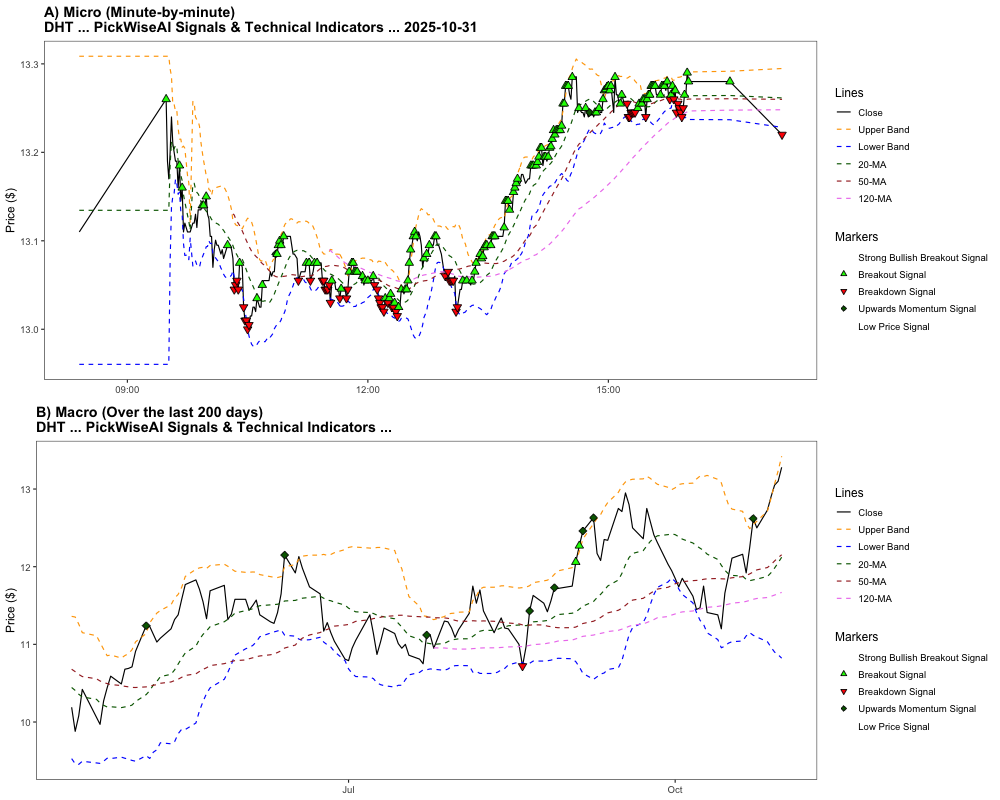 A) Micro (Minute-by-minute)
DHT ... PickWiseAI Signals & Technical Indicators ... 2025-10-31
Price ($)
13.3
13.2
13.1
13.0
09:00
12:00
15:00
Lines
Close
Upper Band
Lower Band
20-MA
50-MA
120-MA
Markers
Strong Bullish Breakout Signal
Breakout Signal
Breakdown Signal
Upwards Momentum Signal
Low Price Signal
B) Macro (Over the last 200 days)
DHT ... PickWiseAI Signals & Technical Indicators ...
Price ($)
13
12
11
10
Jul
Oct
Lines
Close
Upper Band
Lower Band
20-MA
50-MA
120-MA
Markers
Strong Bullish Breakout Signal
Breakout Signal
Breakdown Signal
Upwards Momentum Signal
Low Price Signal